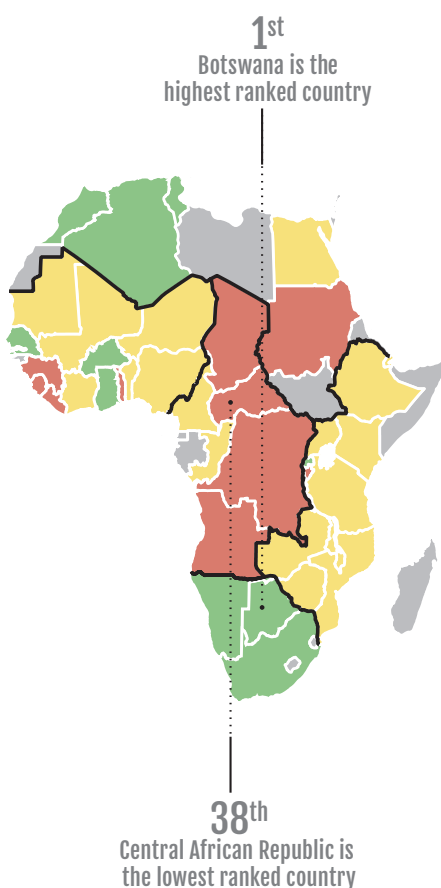 1st
Botswana is the
highest ranked country
38th
Central African Republic is
the lowest ranked country